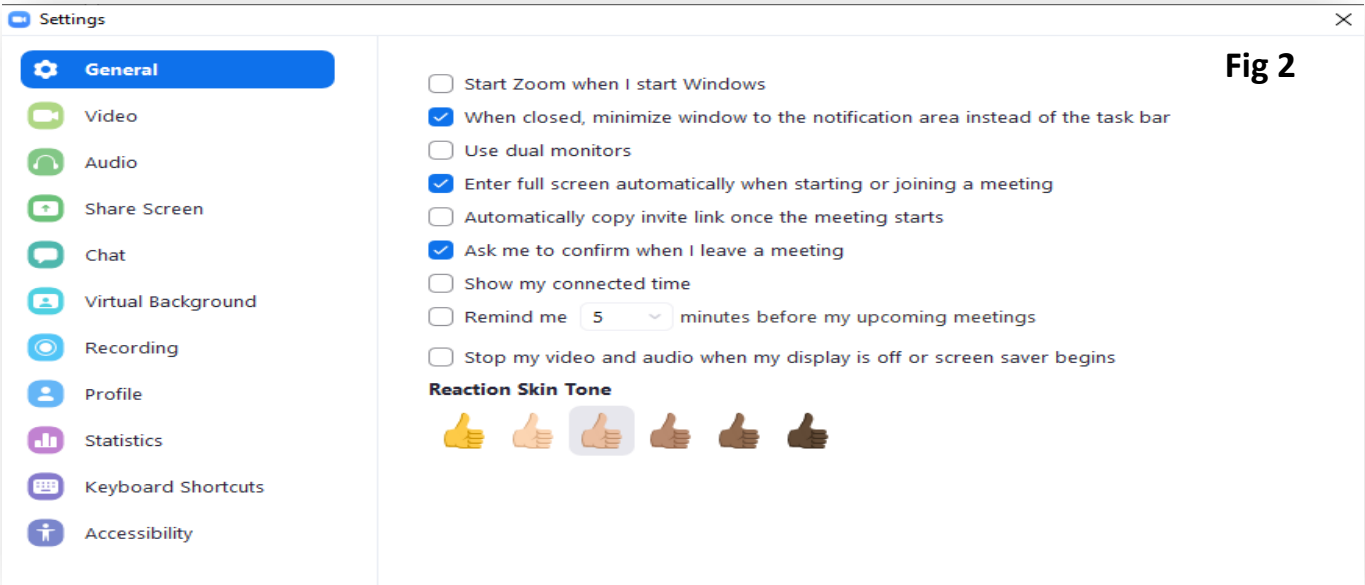 Settings
General
Video
Audio
Share Screen
Chat
Virtual Background
Recording
Profile
Statistics
Keyboard Shortcuts
Accessibility
Fig 2
Start Zoom when I start Windows
When closed, minimize window to the notification area instead of the task bar
Use dual monitors
Enter full screen automatically when starting or joining a meeting
Automatically copy invite link once the meeting starts
Ask me to confirm when I leave a meeting
Show my connected time
Remind me 5 minutes before my upcoming meetings
Stop my video and audio when my display is off or screen saver begins
Reaction Skin Tone